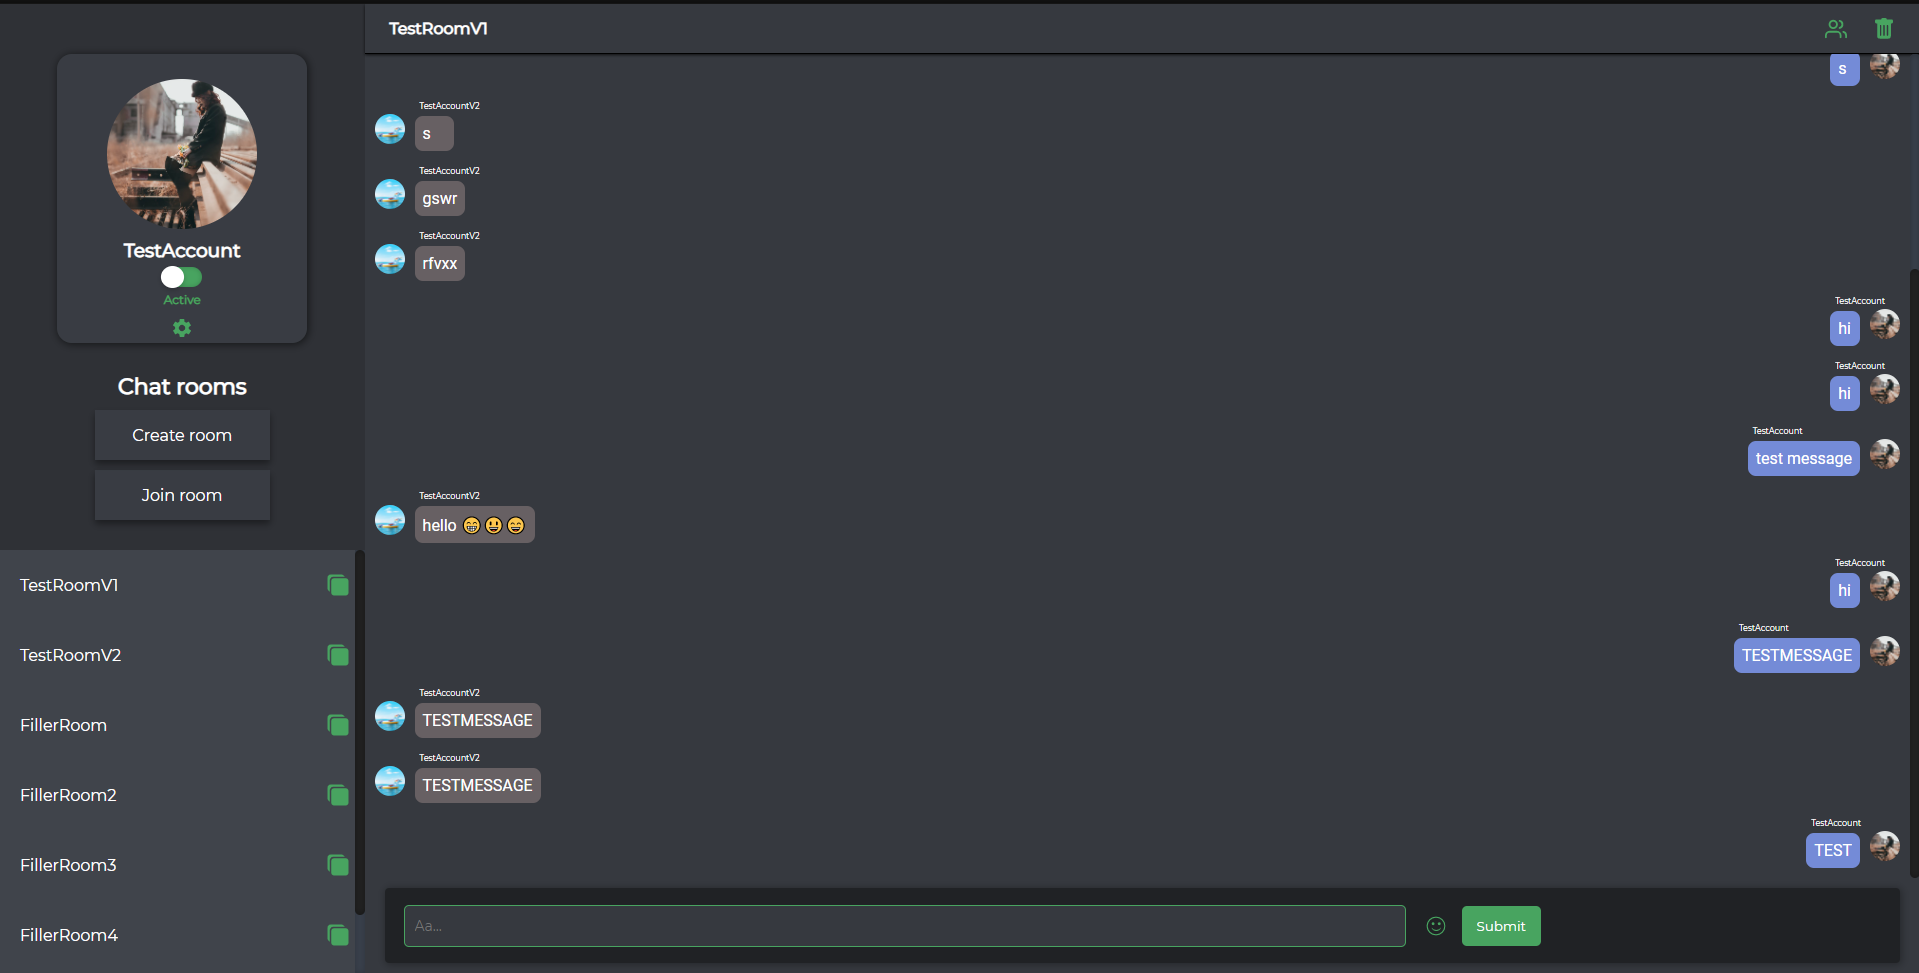 TestAccount
Active
Chat rooms
Create room
Join room
TestRoomV1
TestRoomV2
FillerRoom
FillerRoom2
FillerRoom3
FillerRoom4
TestRoomV1
s
TestAccountV2
s
TestAccountV2
gswr
TestAccountV2
rfvxx
TestAccount
hi
TestAccount
hi
TestAccount
test message
TestAccountV2
hello 😁😃😄
TestAccount
hi
TestAccount
TESTMESSAGE
TestAccountV2
TESTMESSAGE
TestAccountV2
TESTMESSAGE
TestAccount
TEST
Aa...
Submit